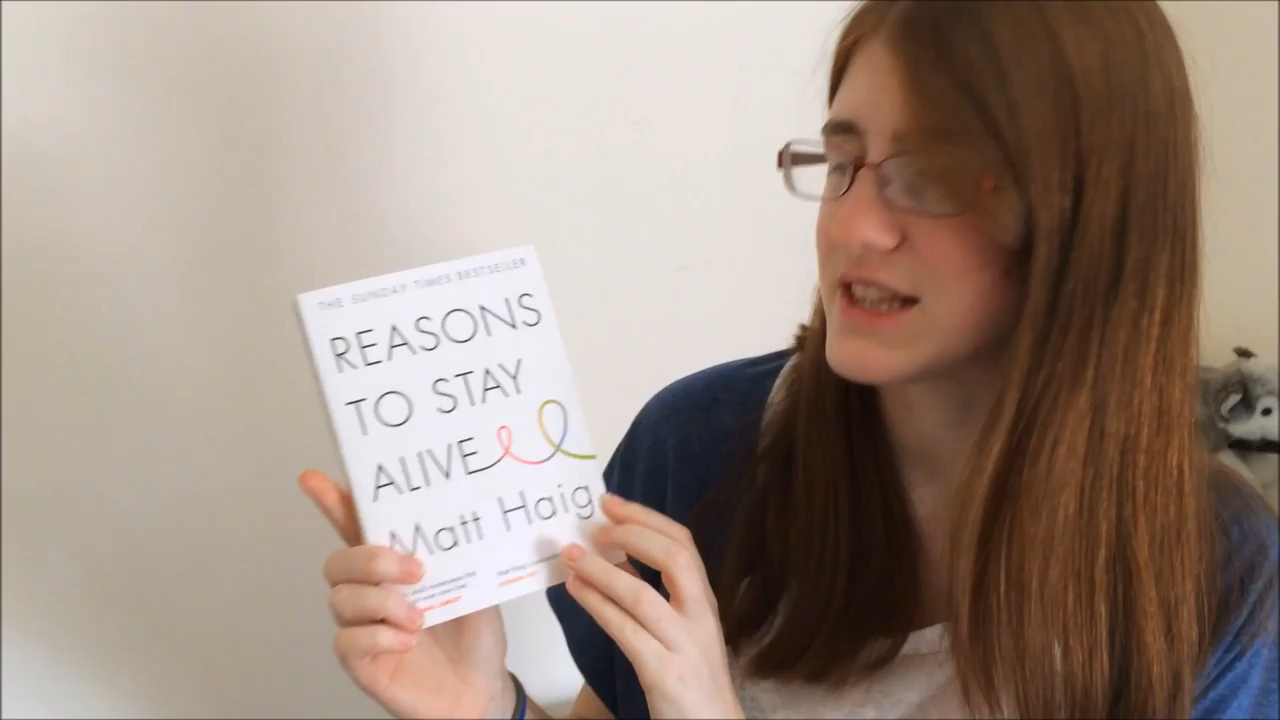 THE SUNDAY TIMES BESTSELLER
REASONS
TO STAY
ALIVE
Matt Haig